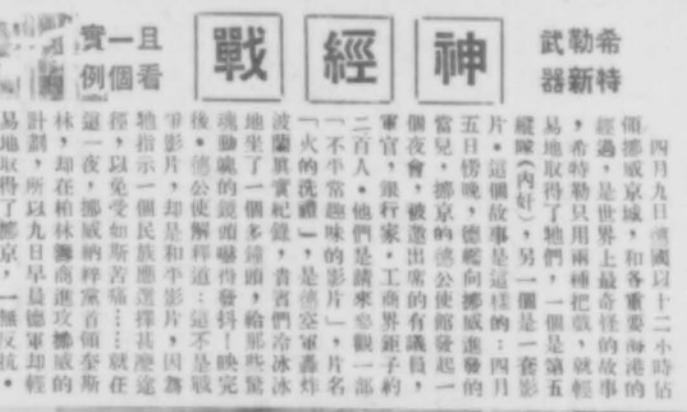 希特勒新武器
神經戰
且看一個實例
四月九日德國以十二小時佔
領挪威京城,和各重要海港的
經過,是世界上最奇怪的故事
,希特勒只用兩種把戲,就輕
易地取得了牠們,一個是第五
縱隊(內奸),另一個是一套影
片。這個故事是這樣的:四月
五日傍晚,德艦向挪威進發的
當兒,挪京的德公使館發起一
個夜會,被邀出席的有議員,
軍官,銀行家,工商界鉅子約
二百人。他們是請來參觀一部
「不平常趣味的影片」,片名
「火的洗禮」,是德空軍轟炸
波蘭眞實紀錄,貴客們冷冰冰
地坐了一個多鐘頭,給那些驚
魂動魄的鏡頭嚇得發抖!映完
後,德公使解釋道:這不是戰
爭影片,却是和平影片,因為
牠指示一個民族應選擇甚麽途
徑,以免受如斯苦痛……就在
這一夜,挪威納粹黨首領奎斯
林,却在柏林籌商進攻挪威的
計劃,所以九日早晨德軍却輕
易地取得了挪京,一無反抗。